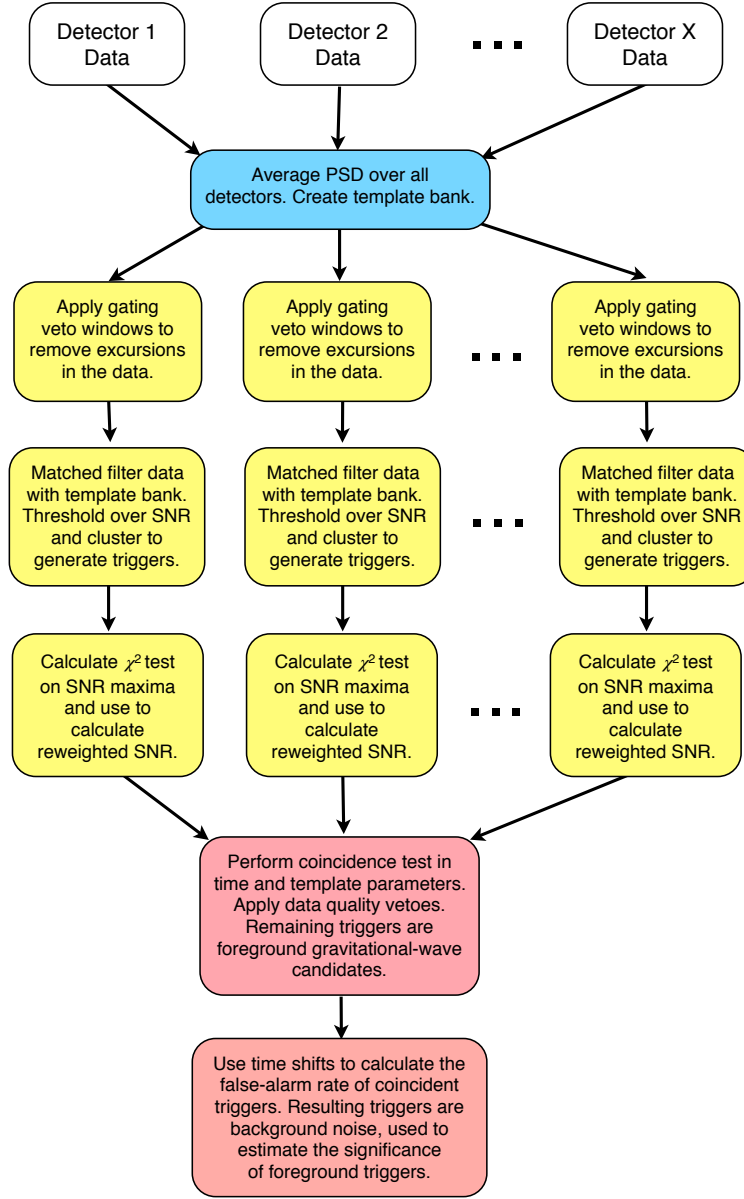 Detector 1
Data
Detector 2
Data
Detector X
Data
Average PSD over all
detectors. Create template bank.
Apply gating
veto windows to
remove excursions
in the data.
Apply gating
veto windows to
remove excursions
in the data.
Apply gating
veto windows to
remove excursions
in the data.
Matched filter data
with template bank.
Threshold over SNR
and cluster to
generate triggers.
Matched filter data
with template bank.
Threshold over SNR
and cluster to
generate triggers.
Matched filter data
with template bank.
Threshold over SNR
and cluster to
generate triggers.
Calculate χ² test
on SNR maxima
and use to
calculate
reweighted SNR.
Calculate χ² test
on SNR maxima
and use to
calculate
reweighted SNR.
Calculate χ² test
on SNR maxima
and use to
calculate
reweighted SNR.
Perform coincidence test in
time and template parameters.
Apply data quality vetoes.
Remaining triggers are
foreground gravitational-wave
candidates.
Use time shifts to calculate the
false-alarm rate of coincident
triggers. Resulting triggers are
background noise, used to
estimate the significance
of foreground triggers.